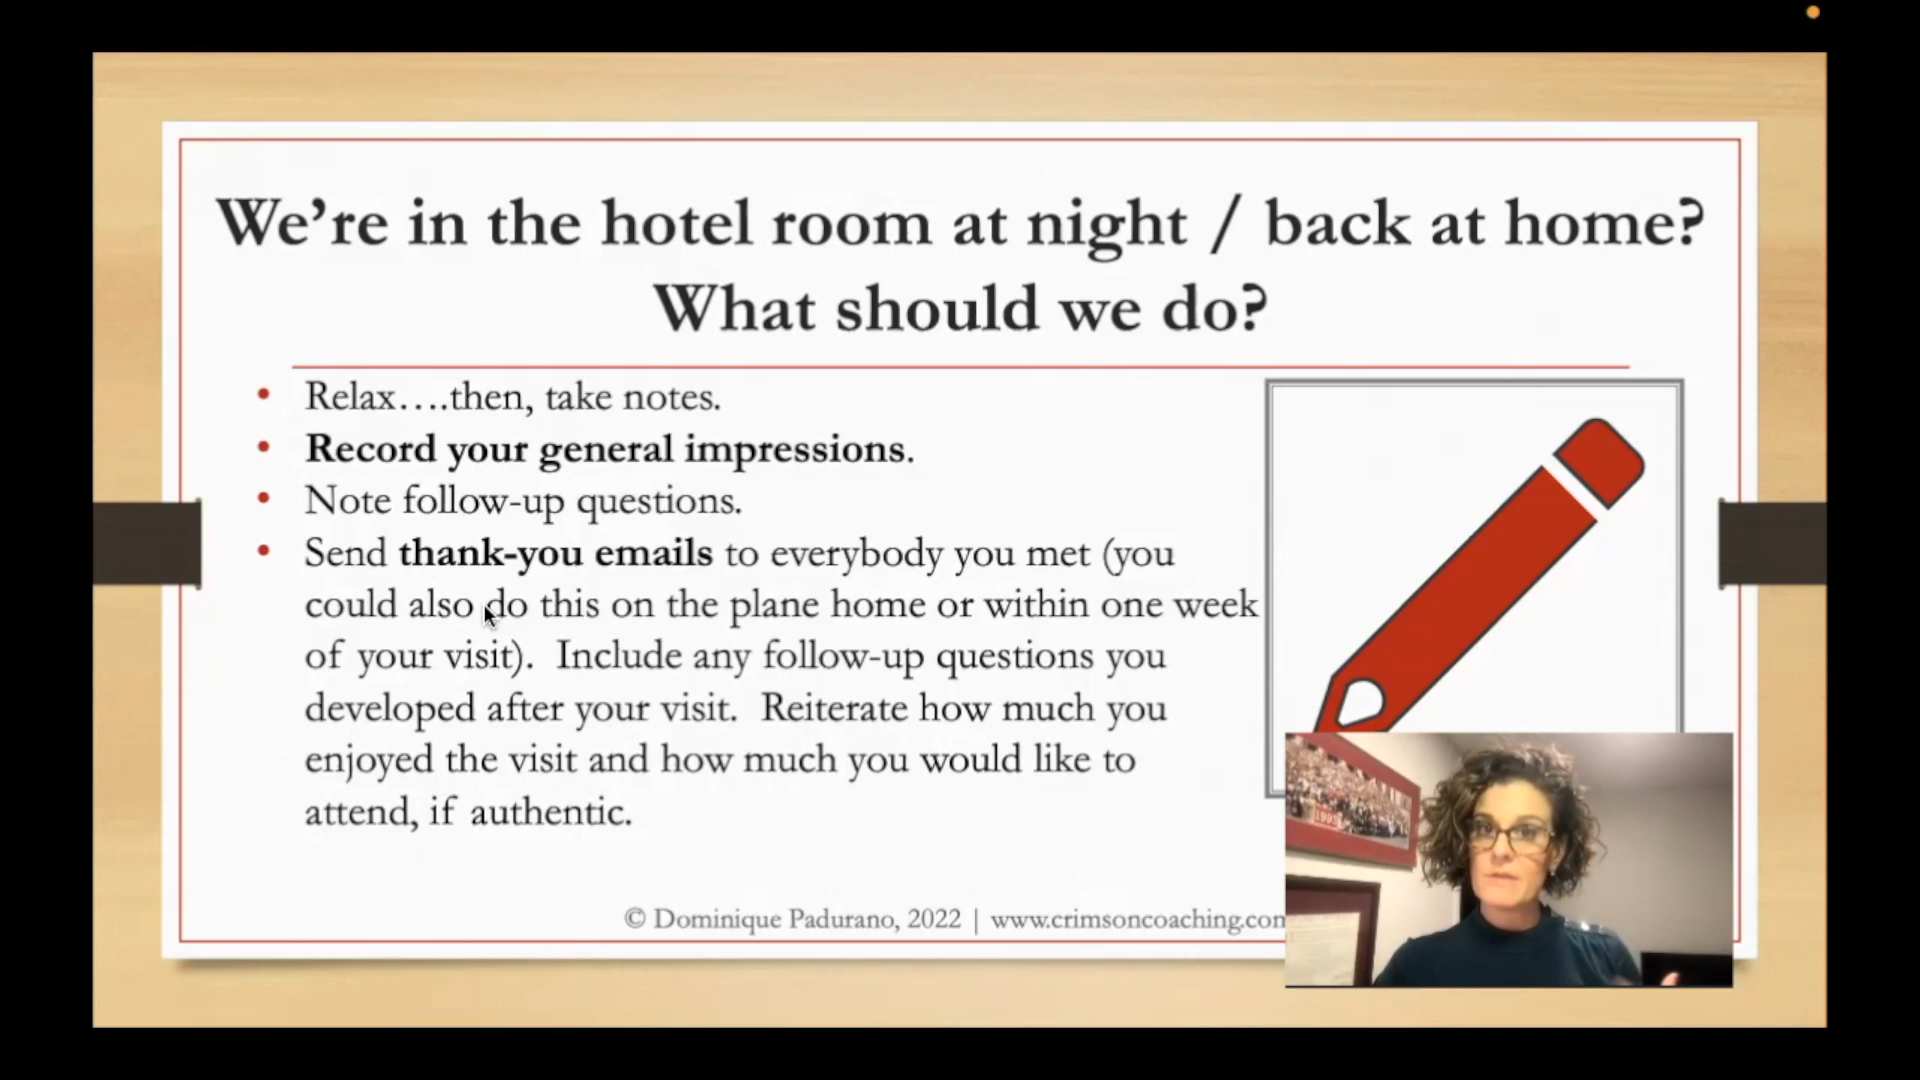 We're in the hotel room at night / back at home?
What should we do?
• Relax….then, take notes.
• Record your general impressions.
• Note follow-up questions.
• Send thank-you emails to everybody you met (you
could also do this on the plane home or within one week
of your visit).  Include any follow-up questions you
developed after your visit.  Reiterate how much you
enjoyed the visit and how much you would like to
attend, if authentic.
© Dominique Padurano, 2022 | www.crimsoncoaching.com
1993